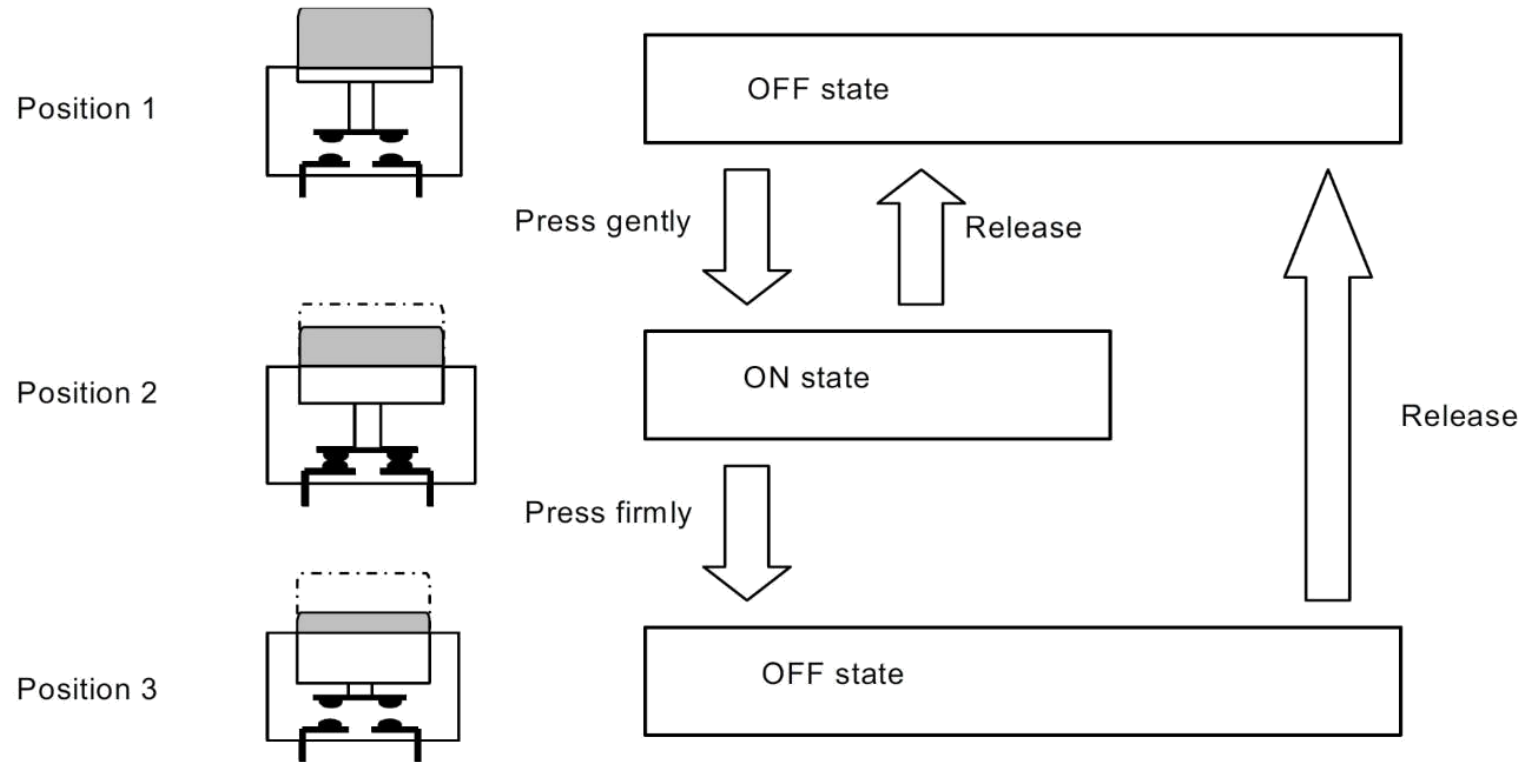 Position 1
OFF state
Press gently
Release
Position 2
ON state
Release
Press firmly
Position 3
OFF state